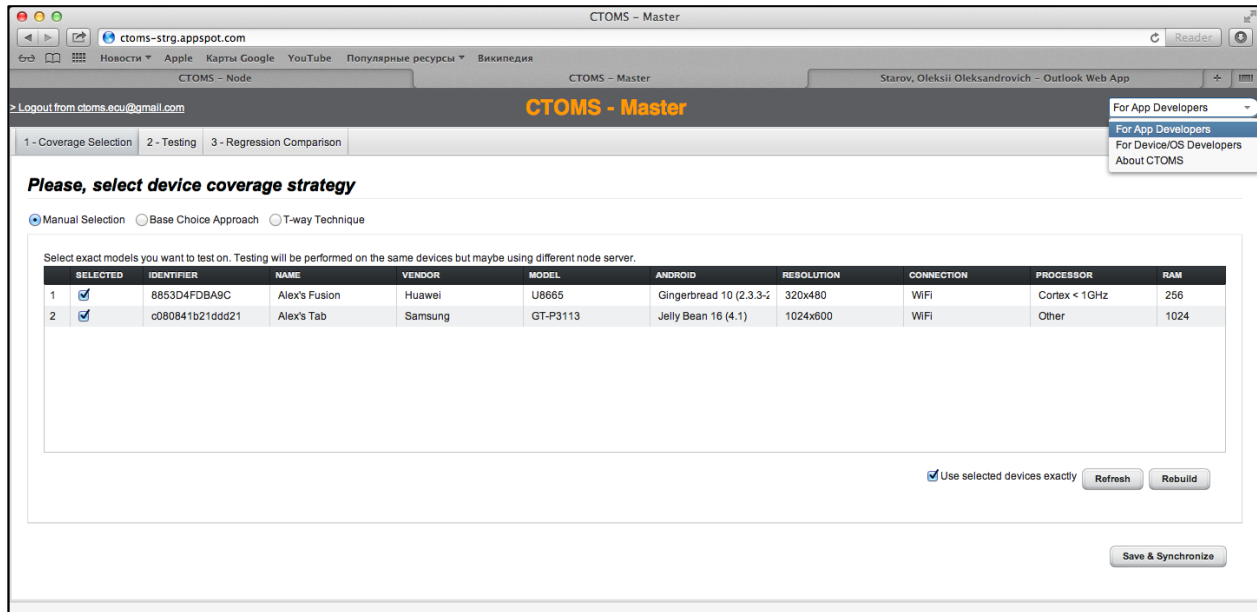 CTOMS – Master
ctoms-strg.appspot.com
Reader
Новости Apple Карты Google YouTube Популярные ресурсы Википедия
CTOMS – Node CTOMS – Master Starov, Oleksii Oleksandrovich – Outlook Web App
> Logout from ctoms.ecu@gmail.com
CTOMS - Master
For App Developers
For App Developers
For Device/OS Developers
About CTOMS
1 - Coverage Selection 2 - Testing 3 - Regression Comparison
Please, select device coverage strategy
Manual Selection Base Choice Approach T-way Technique
Select exact models you want to test on. Testing will be performed on the same devices but maybe using different node server.
SELECTED IDENTIFIER NAME VENDOR MODEL ANDROID RESOLUTION CONNECTION PROCESSOR RAM
1 8853D4FDBA9C Alex's Fusion Huawei U8665 Gingerbread 10 (2.3.3-2 320x480 WiFi Cortex < 1GHz 256
2 c080841b21ddd21 Alex's Tab Samsung GT-P3113 Jelly Bean 16 (4.1) 1024x600 WiFi Other 1024
Use selected devices exactly Refresh Rebuild
Save & Synchronize